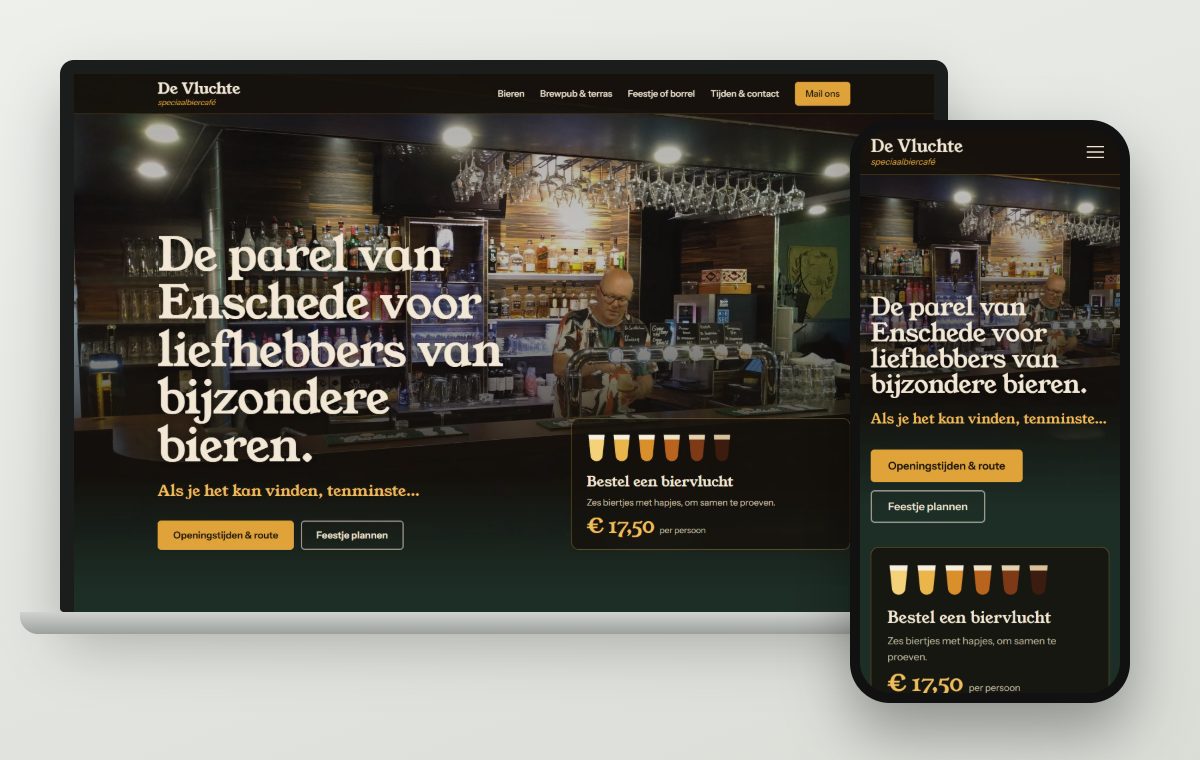 De Vluchte
speciaalbiercafé
Bieren
Brewpub & terras
Feestje of borrel
Tijden & contact
Mail ons
De parel van
Enschede voor
liefhebbers van
bijzondere
bieren.
Als je het kan vinden, tenminste...
Openingstijden & route
Feestje plannen
Bestel een biervlucht
Zes biertjes met hapjes, om samen te proeven.
€ 17,50 per persoon
De Vluchte
speciaalbiercafé
De parel van
Enschede voor
liefhebbers van
bijzondere bieren.
Als je het kan vinden, tenminste...
Openingstijden & route
Feestje plannen
Bestel een biervlucht
Zes biertjes met hapjes, om samen te
proeven.
€ 17,50 per persoon